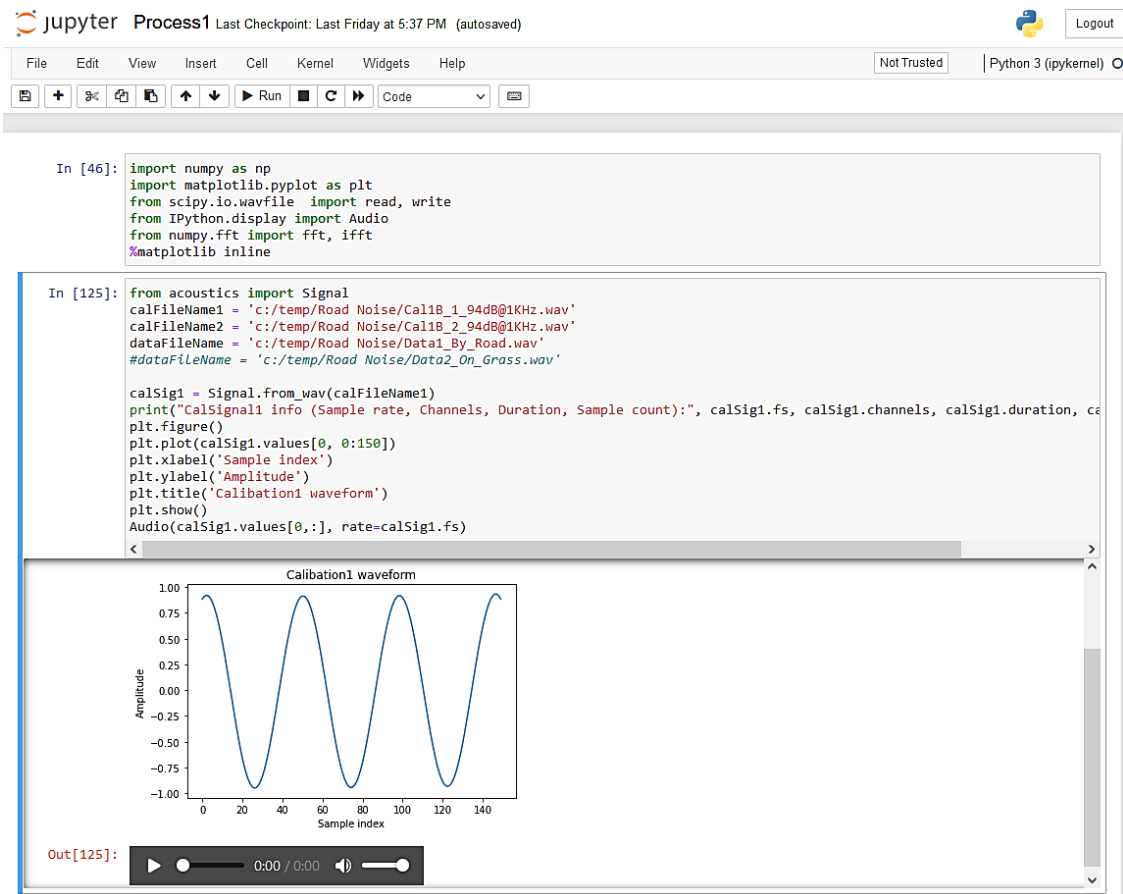 jupyter Process1 Last Checkpoint: Last Friday at 5:37 PM (autosaved)
Logout
File Edit View Insert Cell Kernel Widgets Help
Not Trusted
Python 3 (ipykernel)
Run
Code
In [46]:
import numpy as np
import matplotlib.pyplot as plt
from scipy.io.wavfile  import read, write
from IPython.display import Audio
from numpy.fft import fft, ifft
%matplotlib inline
In [125]:
from acoustics import Signal
calFileName1 = 'c:/temp/Road Noise/Cal1B_1_94dB@1KHz.wav'
calFileName2 = 'c:/temp/Road Noise/Cal1B_2_94dB@1KHz.wav'
dataFileName = 'c:/temp/Road Noise/Data1_By_Road.wav'
#dataFileName = 'c:/temp/Road Noise/Data2_On_Grass.wav'
calSig1 = Signal.from_wav(calFileName1)
print("CalSignal1 info (Sample rate, Channels, Duration, Sample count):", calSig1.fs, calSig1.channels, calSig1.duration, ca
plt.figure()
plt.plot(calSig1.values[0, 0:150])
plt.xlabel('Sample index')
plt.ylabel('Amplitude')
plt.title('Calibation1 waveform')
plt.show()
Audio(calSig1.values[0,:], rate=calSig1.fs)
Calibation1 waveform
1.00
0.75
0.50
0.25
0.00
−0.25
−0.50
−0.75
−1.00
Amplitude
0 20 40 60 80 100 120 140
Sample index
Out[125]:
0:00 / 0:00